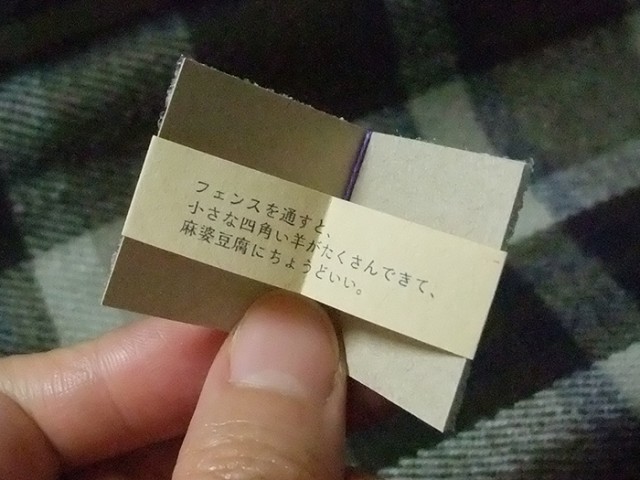 フェンスを通すと、
小さな四角い羊がたくさんできて、
麻婆豆腐にちょうどいい。